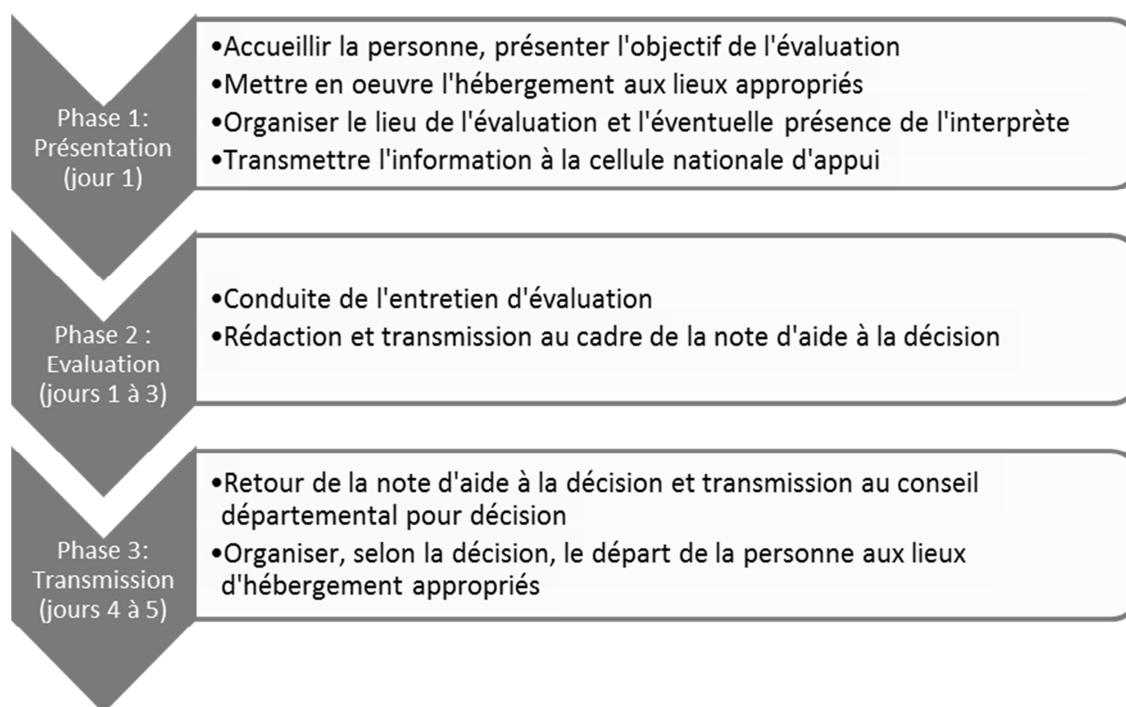 Phase 1:
Présentation
(jour 1)
•Accueillir la personne, présenter l'objectif de l'évaluation
•Mettre en oeuvre l'hébergement aux lieux appropriés
•Organiser le lieu de l'évaluation et l'éventuelle présence de l'interprète
•Transmettre l'information à la cellule nationale d'appui
Phase 2 :
Evaluation
(jours 1 à 3)
•Conduite de l'entretien d'évaluation
•Rédaction et transmission au cadre de la note d'aide à la décision
Phase 3:
Transmission
(jours 4 à 5)
•Retour de la note d'aide à la décision et transmission au conseil
départemental pour décision
•Organiser, selon la décision, le départ de la personne aux lieux
d'hébergement appropriés